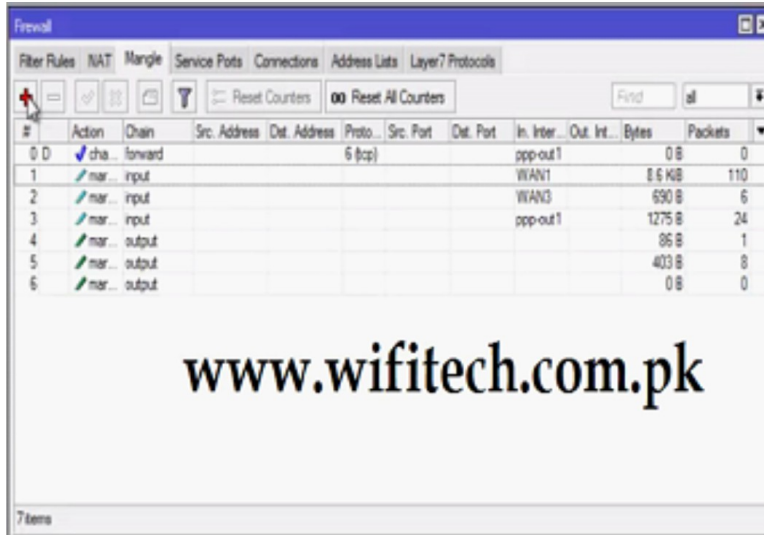 Firewall
Filter Rules NAT Mangle Service Ports Connections Address Lists Layer7 Protocols
Reset Counters 00 Reset All Counters Find all
# Action Chain Src. Address Dst. Address Proto... Src. Port Dst. Port In. Inter... Out. Int... Bytes Packets
0 D cha... forward 6 (tcp) ppp-out1 0 B 0
1 mar... input WAN1 8.6 KiB 110
2 mar... input WAN3 690 B 6
3 mar... input ppp-out1 1275 B 24
4 mar... output 86 B 1
5 mar... output 403 B 8
6 mar... output 0 B 0
www.wifitech.com.pk
7 items